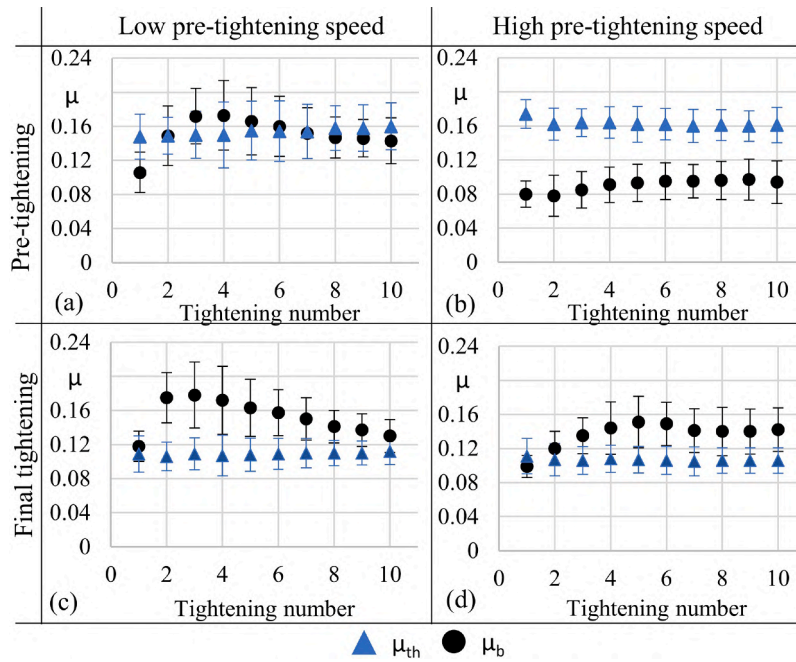 Low pre-tightening speed
High pre-tightening speed
Pre-tightening
0.24
μ
0.16
0.12
0.08
0.04
0
0 2 4 6 8 10
(a)
Tightening number
0.24
μ
0.16
0.12
0.08
0.04
0
0 2 4 6 8 10
(b)
Tightening number
Final tightening
0.24
μ
0.16
0.12
0.08
0.04
0
0 2 4 6 8 10
(c)
Tightening number
0.24
μ
0.16
0.12
0.08
0.04
0
0 2 4 6 8 10
(d)
Tightening number
μth μb